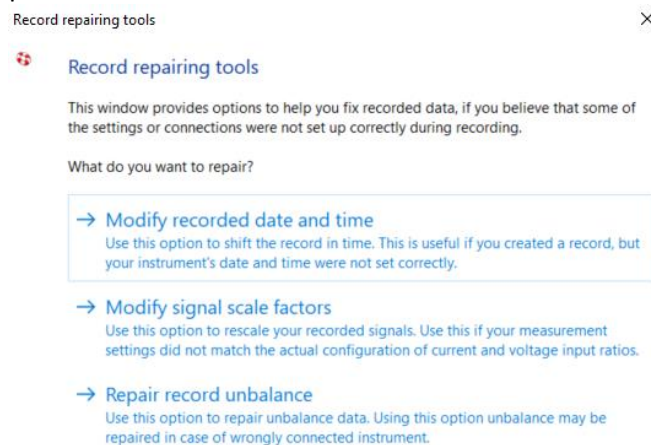 Record repairing tools
Record repairing tools
This window provides options to help you fix recorded data, if you believe that some of
the settings or connections were not set up correctly during recording.
What do you want to repair?
Modify recorded date and time
Use this option to shift the record in time. This is useful if you created a record, but
your instrument's date and time were not set correctly.
Modify signal scale factors
Use this option to rescale your recorded signals. Use this if your measurement
settings did not match the actual configuration of current and voltage input ratios.
Repair record unbalance
Use this option to repair unbalance data. Using this option unbalance may be
repaired in case of wrongly connected instrument.